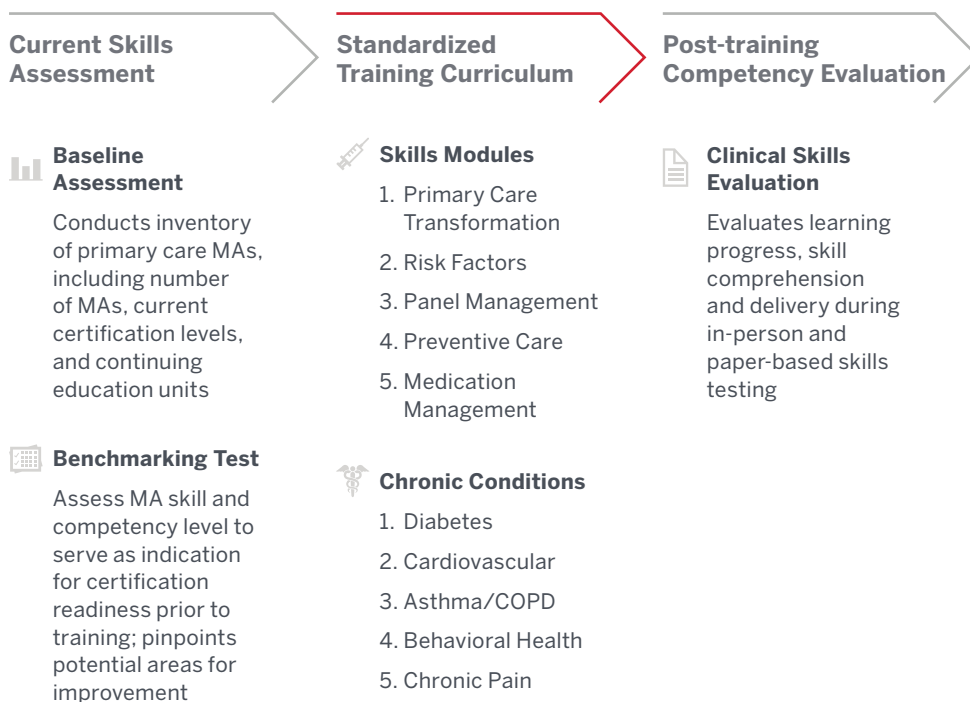 Current Skills
Assessment
Baseline
Assessment
Conducts inventory
of primary care MAs,
including number
of MAs, current
certification levels,
and continuing
education units
Benchmarking Test
Assess MA skill and
competency level to
serve as indication
for certification
readiness prior to
training; pinpoints
potential areas for
improvement
Standardized
Training Curriculum
Skills Modules
1. Primary Care
Transformation
2. Risk Factors
3. Panel Management
4. Preventive Care
5. Medication
Management
Chronic Conditions
1. Diabetes
2. Cardiovascular
3. Asthma/COPD
4. Behavioral Health
5. Chronic Pain
Post-training
Competency Evaluation
Clinical Skills
Evaluation
Evaluates learning
progress, skill
comprehension
and delivery during
in-person and
paper-based skills
testing